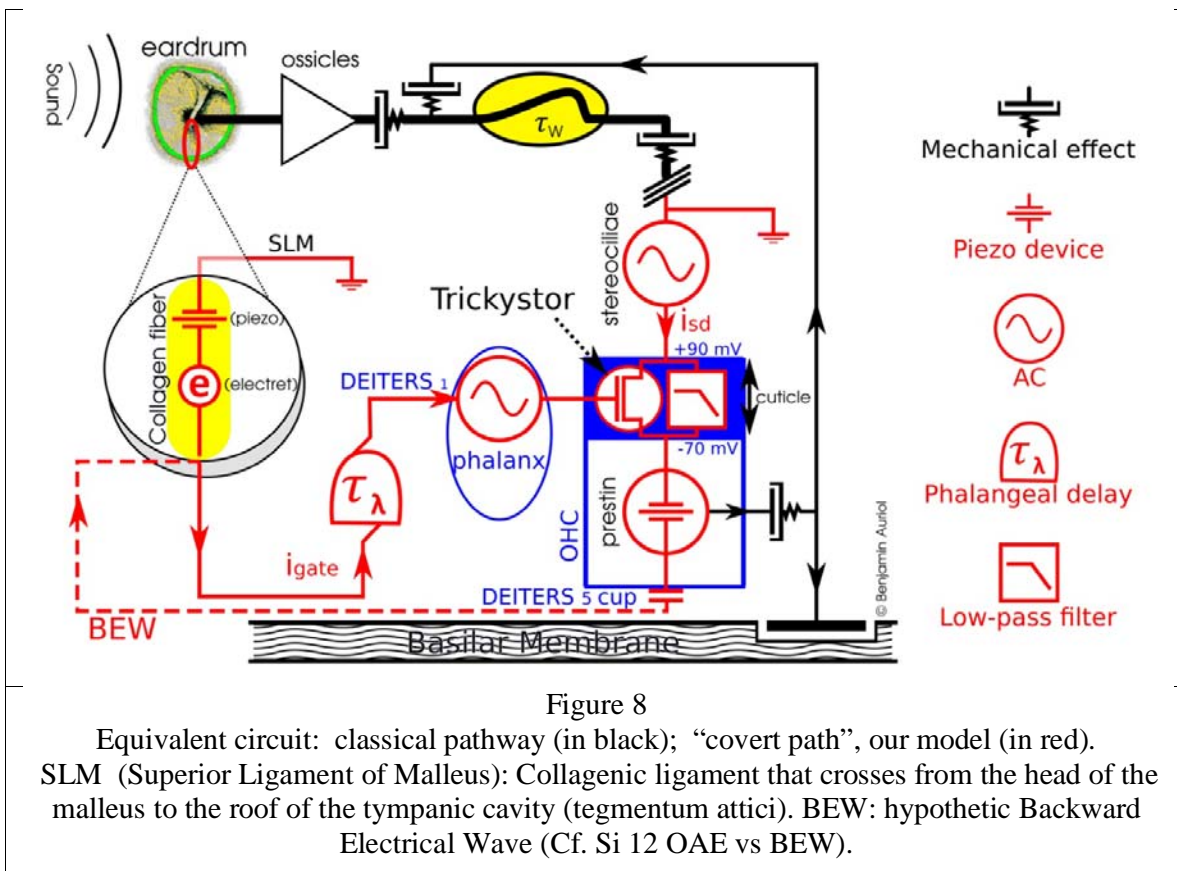 Sound
eardrum
ossicles
τw
Mechanical effect
SLM
Piezo device
stereociliae
Trickystor
isd
+90 mV
Collagen fiber
(piezo)
e
(electret)
DEITERS 1
cuticle
AC
-70 mV
phalanx
τλ
τλ
Phalangeal delay
prestin
OHC
igate
DEITERS 5 cup
BEW
© Benjamin Auriol
Low-pass filter
Basilar Membrane
Figure 8
Equivalent circuit: classical pathway (in black); “covert path”, our model (in red).
SLM (Superior Ligament of Malleus): Collagenic ligament that crosses from the head of the
malleus to the roof of the tympanic cavity (tegmentum attici). BEW: hypothetic Backward
Electrical Wave (Cf. Si 12 OAE vs BEW).